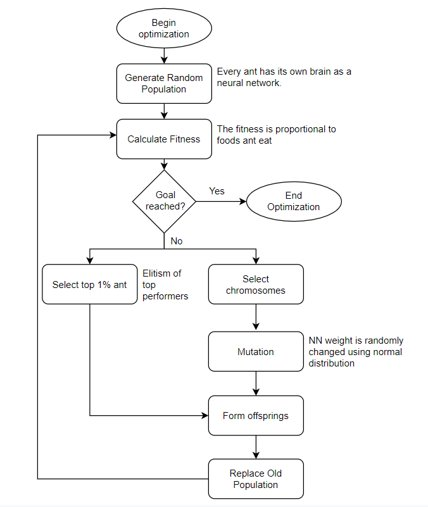 Begin
optimization
Generate Random
Population
Every ant has its own brain as a
neural network.
Calculate Fitness
The fitness is proportional to
foods ant eat
Goal
reached?
Yes
End
Optimization
No
Select top 1% ant
Elitism of
top
performers
Select
chromosomes
Mutation
NN weight is randomly
changed using normal
distribution
Form offsprings
Replace Old
Population